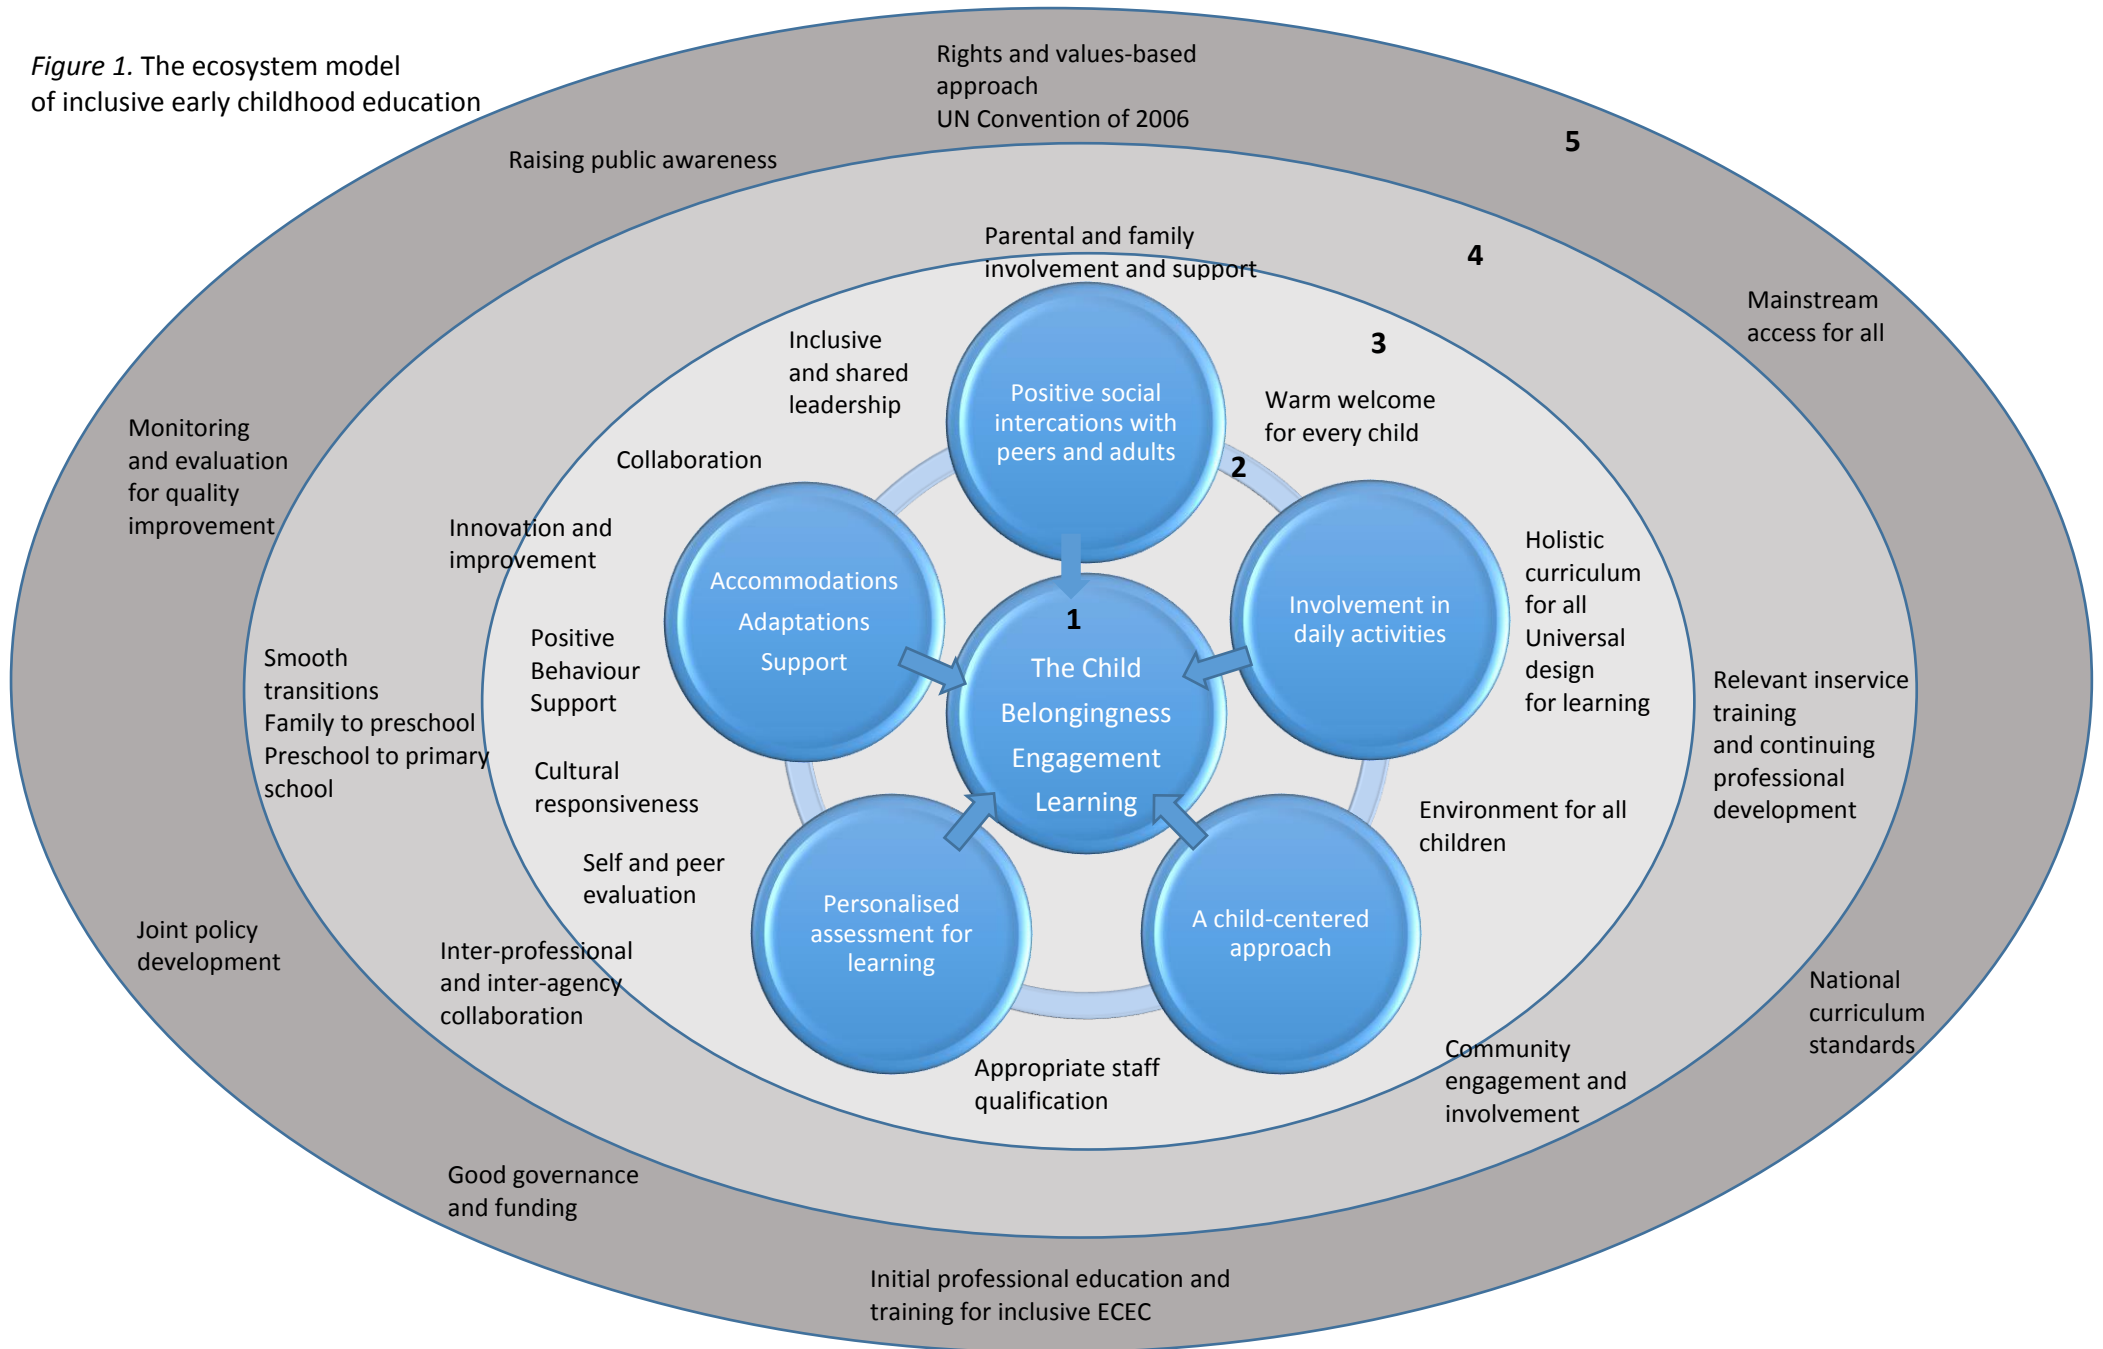 Figure 1. The ecosystem model
of inclusive early childhood education
Rights and values-based
approach
UN Convention of 2006
5
Raising public awareness
Parental and family
involvement and support
4
Mainstream
access for all
Inclusive
and shared
leadership
3
Positive social
intercations with
peers and adults
Warm welcome
for every child
2
Monitoring
and evaluation
for quality
improvement
Collaboration
Innovation and
improvement
Accommodations
Adaptations
Support
Involvement in
daily activities
Holistic
curriculum
for all
Universal
design
for learning
1
The Child
Belongingness
Engagement
Learning
Positive
Behaviour
Support
Smooth
transitions
Family to preschool
Preschool to primary
school
Relevant inservice
training
and continuing
professional
development
Cultural
responsiveness
Environment for all
children
Self and peer
evaluation
Personalised
assessment for
learning
A child-centered
approach
Joint policy
development
Inter-professional
and inter-agency
collaboration
National
curriculum
standards
Appropriate staff
qualification
Community
engagement and
involvement
Good governance
and funding
Initial professional education and
training for inclusive ECEC